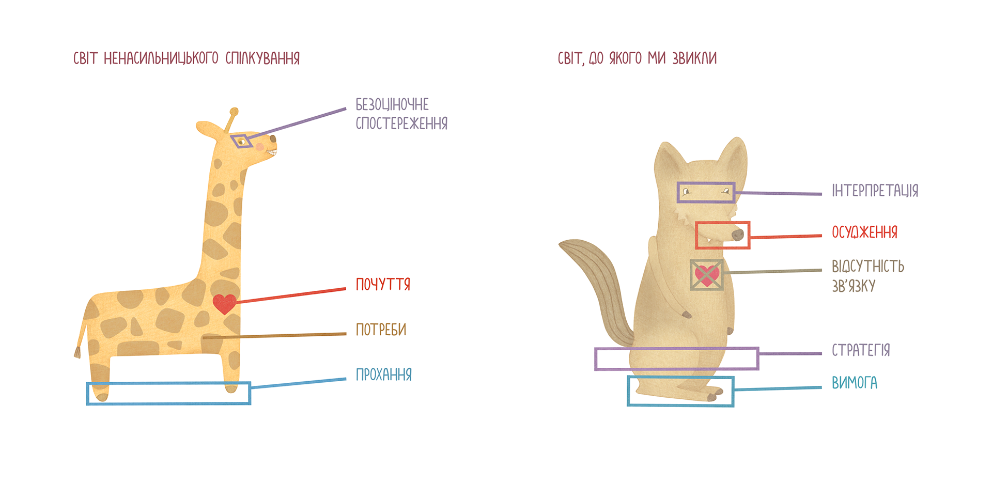 СВІТ НЕНАСИЛЬНИЦЬКОГО СПІЛКУВАННЯ
БЕЗОЦІНОЧНЕ
СПОСТЕРЕЖЕННЯ
ПОЧУТТЯ
ПОТРЕБИ
ПРОХАННЯ
СВІТ, ДО ЯКОГО МИ ЗВИКЛИ
ІНТЕРПРЕТАЦІЯ
ОСУДЖЕННЯ
ВІДСУТНІСТЬ
ЗВ'ЯЗКУ
СТРАТЕГІЯ
ВИМОГА